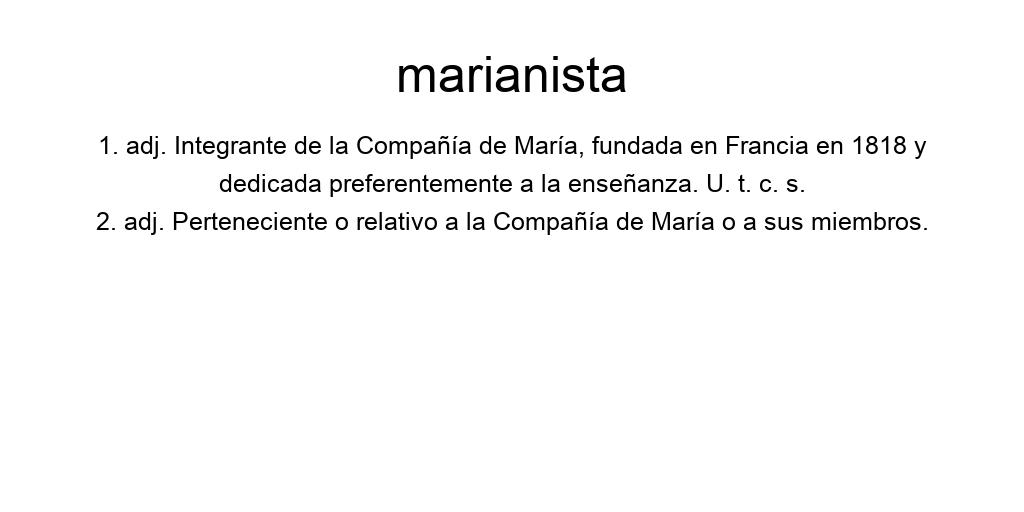 marianista
1. adj. Integrante de la Compañía de María, fundada en Francia en 1818 y
dedicada preferentemente a la enseñanza. U. t. c. s.
2. adj. Perteneciente o relativo a la Compañía de María o a sus miembros.